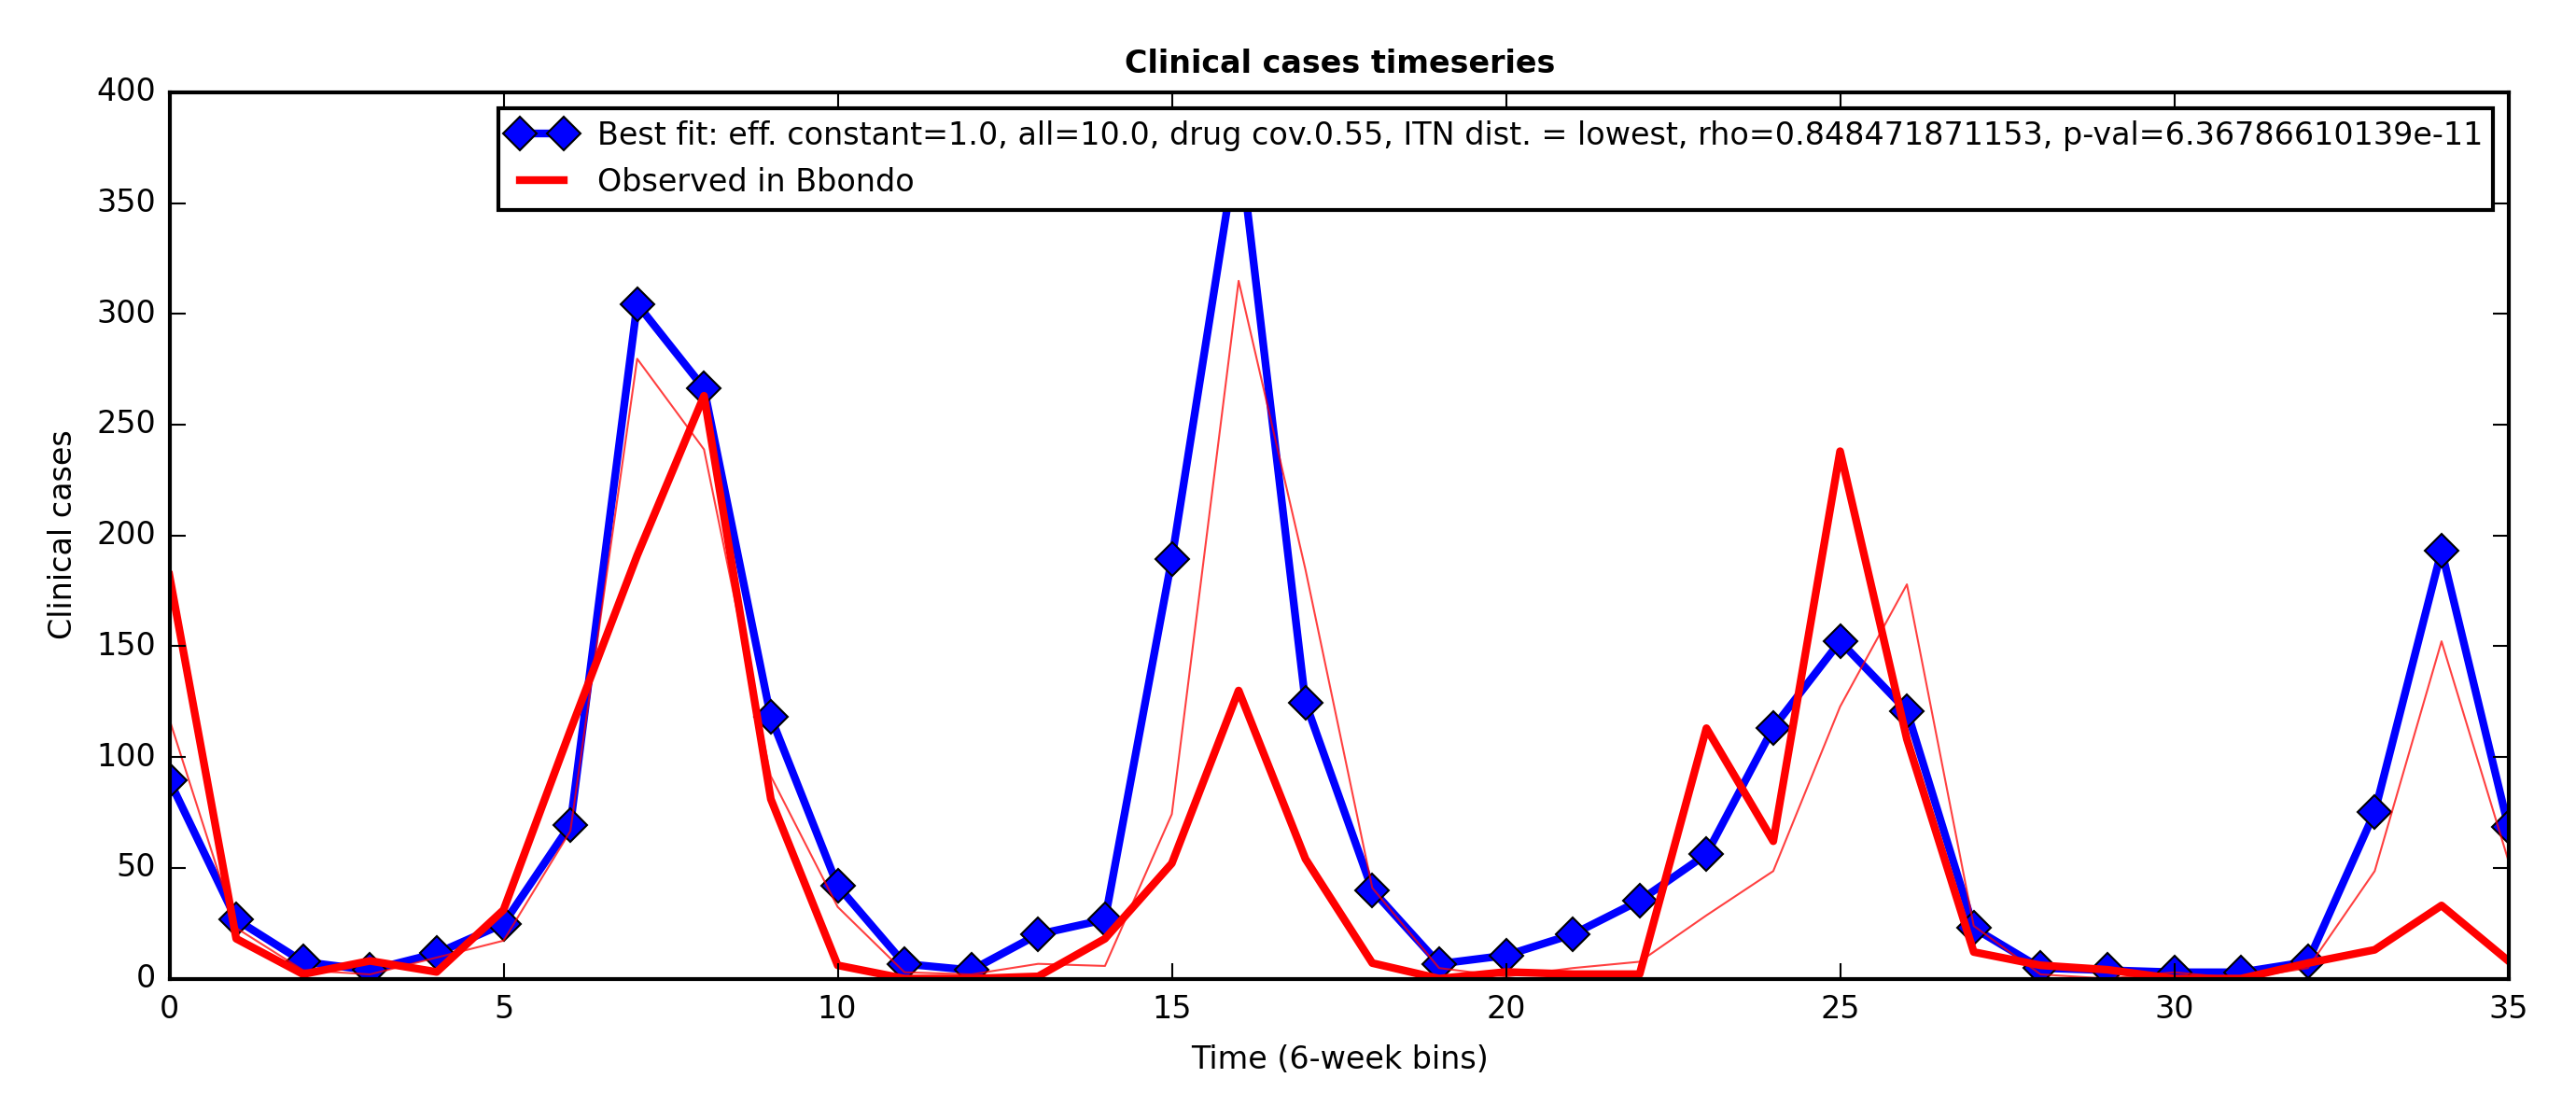 Clinical cases timeseries
400
350
300
250
200
150
100
50
0
Clinical cases
Best fit: eff. constant=1.0, all=10.0, drug cov.0.55, ITN dist. = lowest, rho=0.848471871153, p-val=6.36786610139e-11
Observed in Bbondo
0 5 10 15 20 25 30 35
Time (6-week bins)